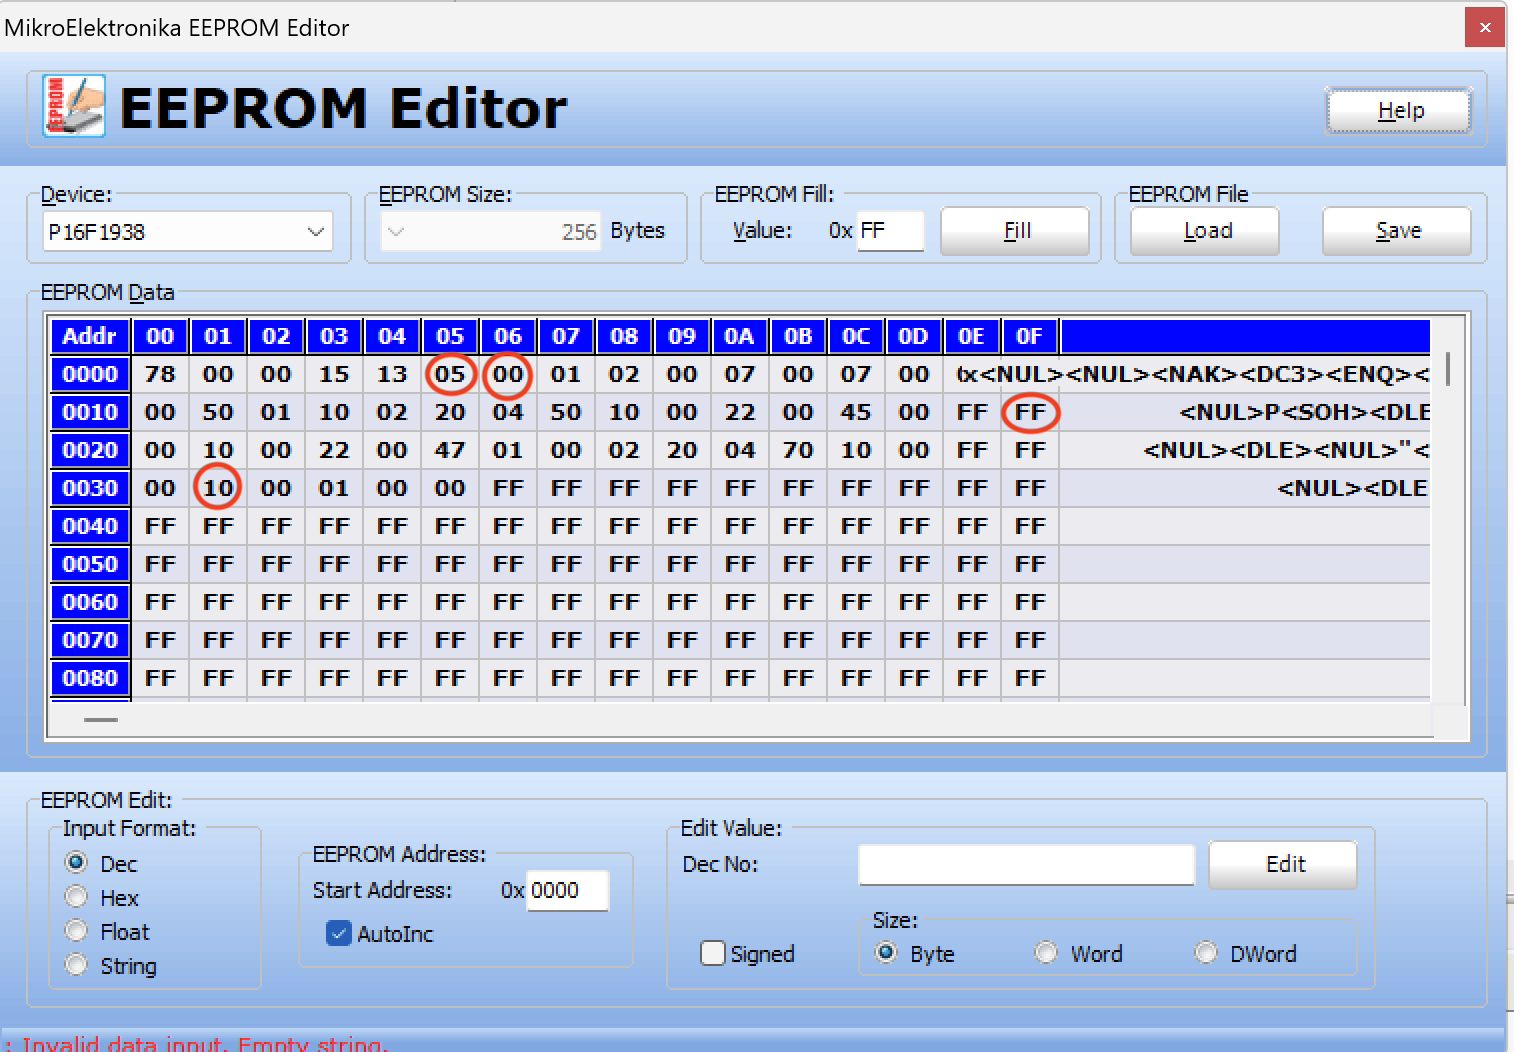 MikroElektronika EEPROM Editor
EEPROM
EEPROM Editor
Help
Device:
EEPROM Size:
EEPROM Fill:
EEPROM File
P16F1938
256 Bytes
Value: 0x FF
Fill
Load
Save
EEPROM Data
Addr 00 01 02 03 04 05 06 07 08 09 0A 0B 0C 0D 0E 0F
0000 78 00 00 15 13 05 00 01 02 00 07 00 07 00 x<NUL><NUL><NAK><DC3><ENQ><
0010 00 50 01 10 02 20 04 50 10 00 22 00 45 00 FF FF <NUL>P<SOH><DLE
0020 00 10 00 22 00 47 01 00 02 20 04 70 10 00 FF FF <NUL><DLE><NUL>"<
0030 00 10 00 01 00 00 FF FF FF FF FF FF FF FF FF FF <NUL><DLE
0040 FF FF FF FF FF FF FF FF FF FF FF FF FF FF FF FF
0050 FF FF FF FF FF FF FF FF FF FF FF FF FF FF FF FF
0060 FF FF FF FF FF FF FF FF FF FF FF FF FF FF FF FF
0070 FF FF FF FF FF FF FF FF FF FF FF FF FF FF FF FF
0080 FF FF FF FF FF FF FF FF FF FF FF FF FF FF FF FF
EEPROM Edit:
Input Format:
Dec
Hex
Float
String
EEPROM Address:
Start Address: 0x 0000
AutoInc
Edit Value:
Dec No:
Edit
Signed
Size:
Byte
Word
DWord
: Invalid data input. Empty string.